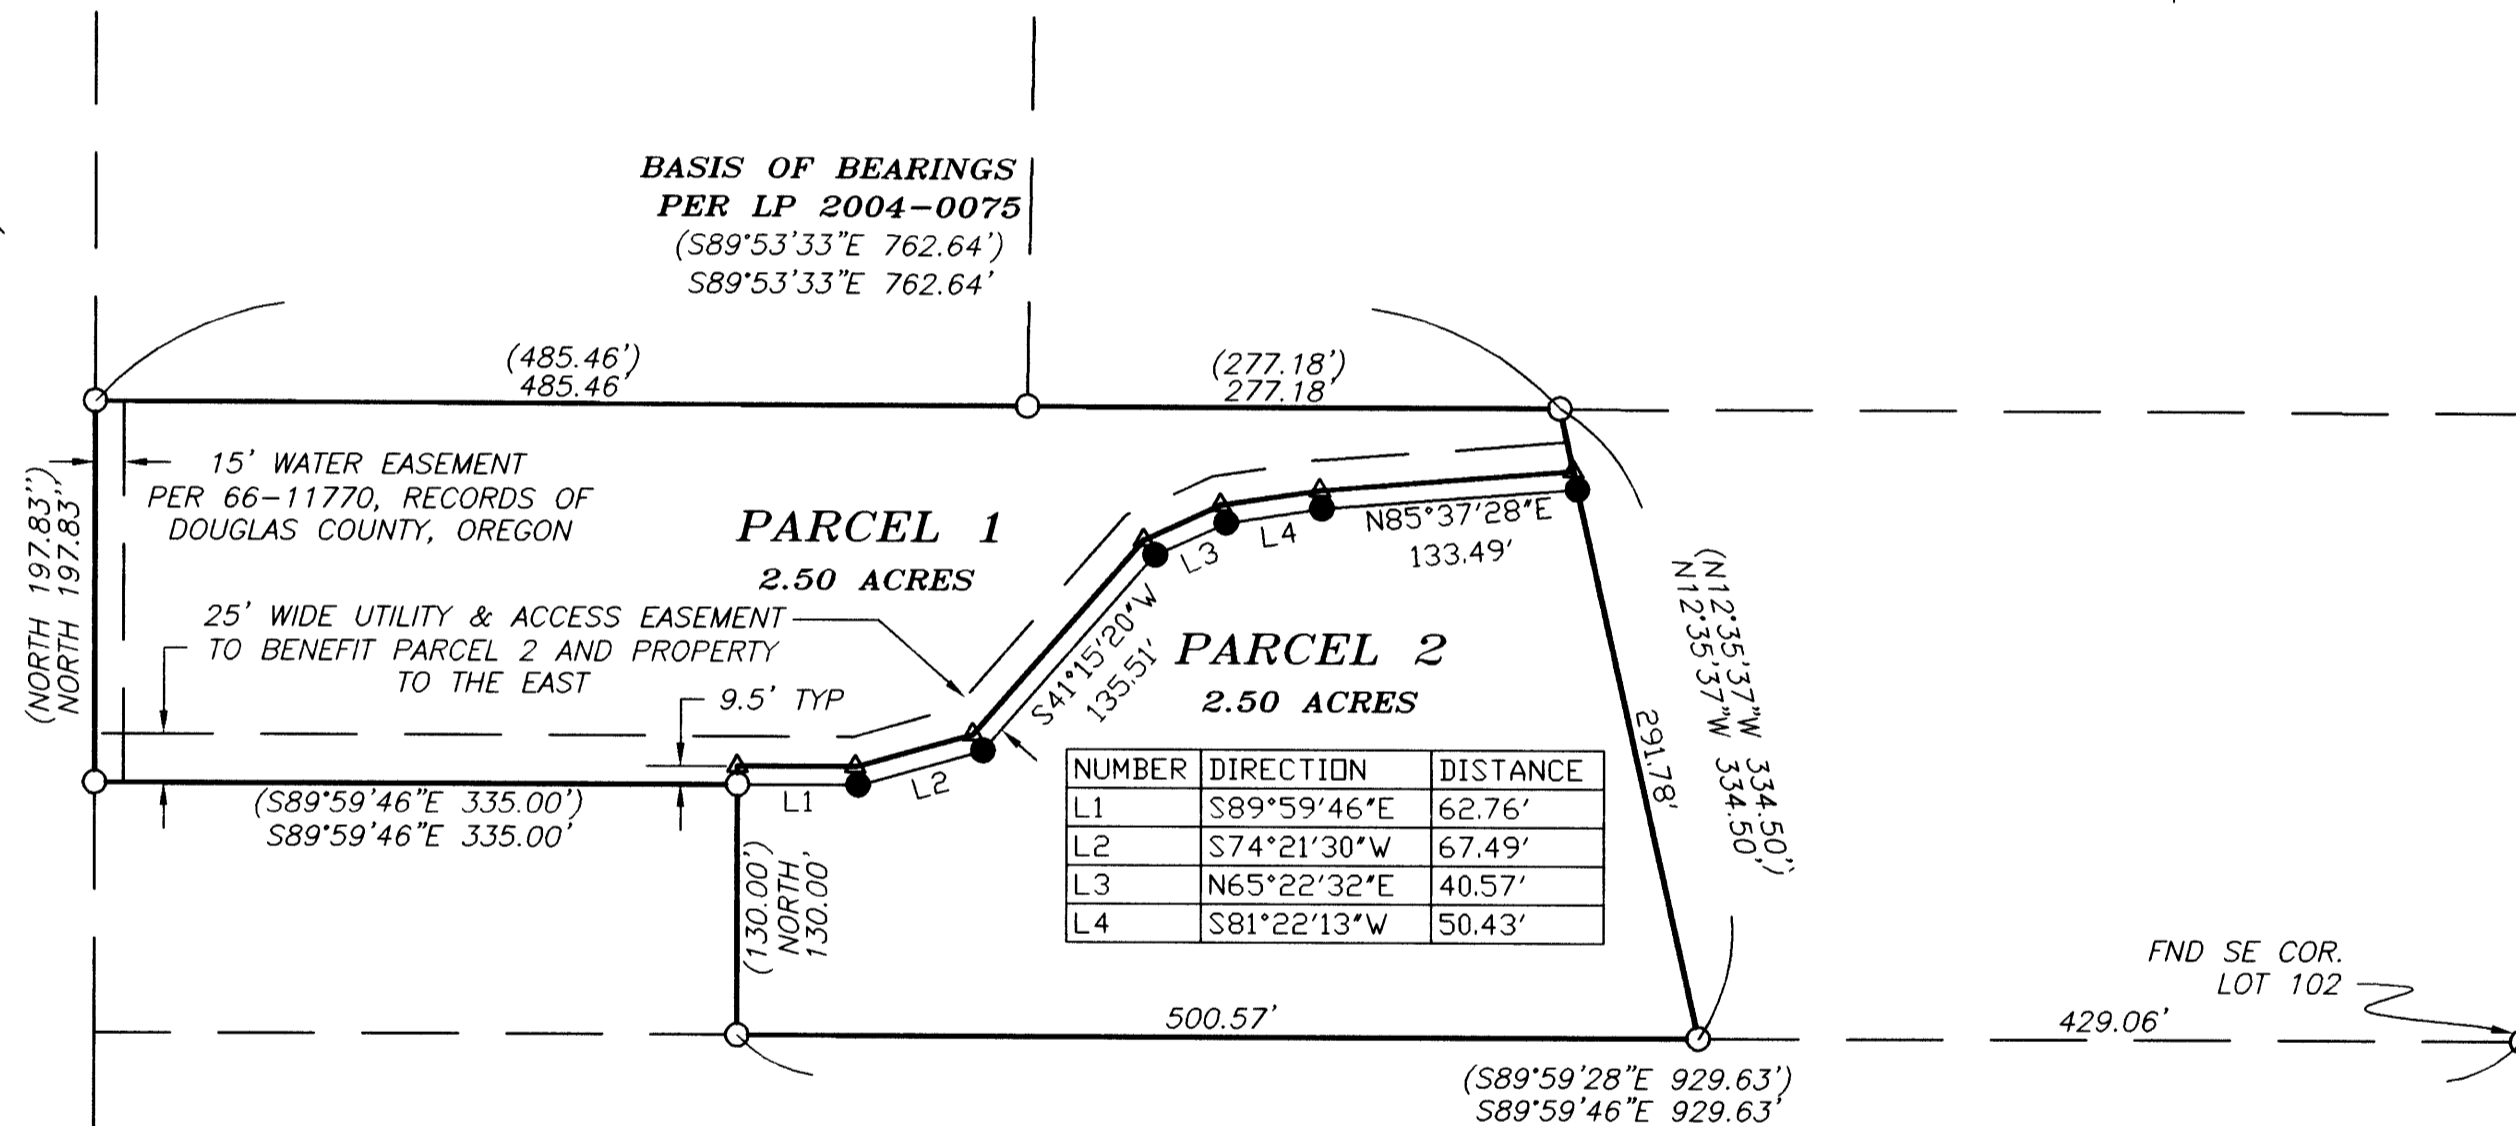 BASIS OF BEARINGS
PER LP 2004-0075
(S89°53'33"E 762.64')
S89°53'33"E 762.64'
(485.46')
485.46'
(277.18')
277.18'
15' WATER EASEMENT
PER 66-11770, RECORDS OF
DOUGLAS COUNTY, OREGON
(NORTH 197.83')
NORTH 197.83'
PARCEL 1
2.50 ACRES
25' WIDE UTILITY & ACCESS EASEMENT
TO BENEFIT PARCEL 2 AND PROPERTY
TO THE EAST
9.5' TYP
L1
L2
S41°15'20"W
135.51'
L3
L4
N85°37'28"E
133.49'
PARCEL 2
2.50 ACRES
(N12°35'37"W 334.50')
N12°35'37"W 334.50'
291.78'
NUMBER DIRECTION DISTANCE
L1 S89°59'46"E 62.76'
L2 S74°21'30"W 67.49'
L3 N65°22'32"E 40.57'
L4 S81°22'13"W 50.43'
(S89°59'46"E 335.00')
S89°59'46"E 335.00'
(130.00')
NORTH
130.00'
500.57'
FND SE COR.
LOT 102
429.06'
(S89°59'28"E 929.63')
S89°59'46"E 929.63'